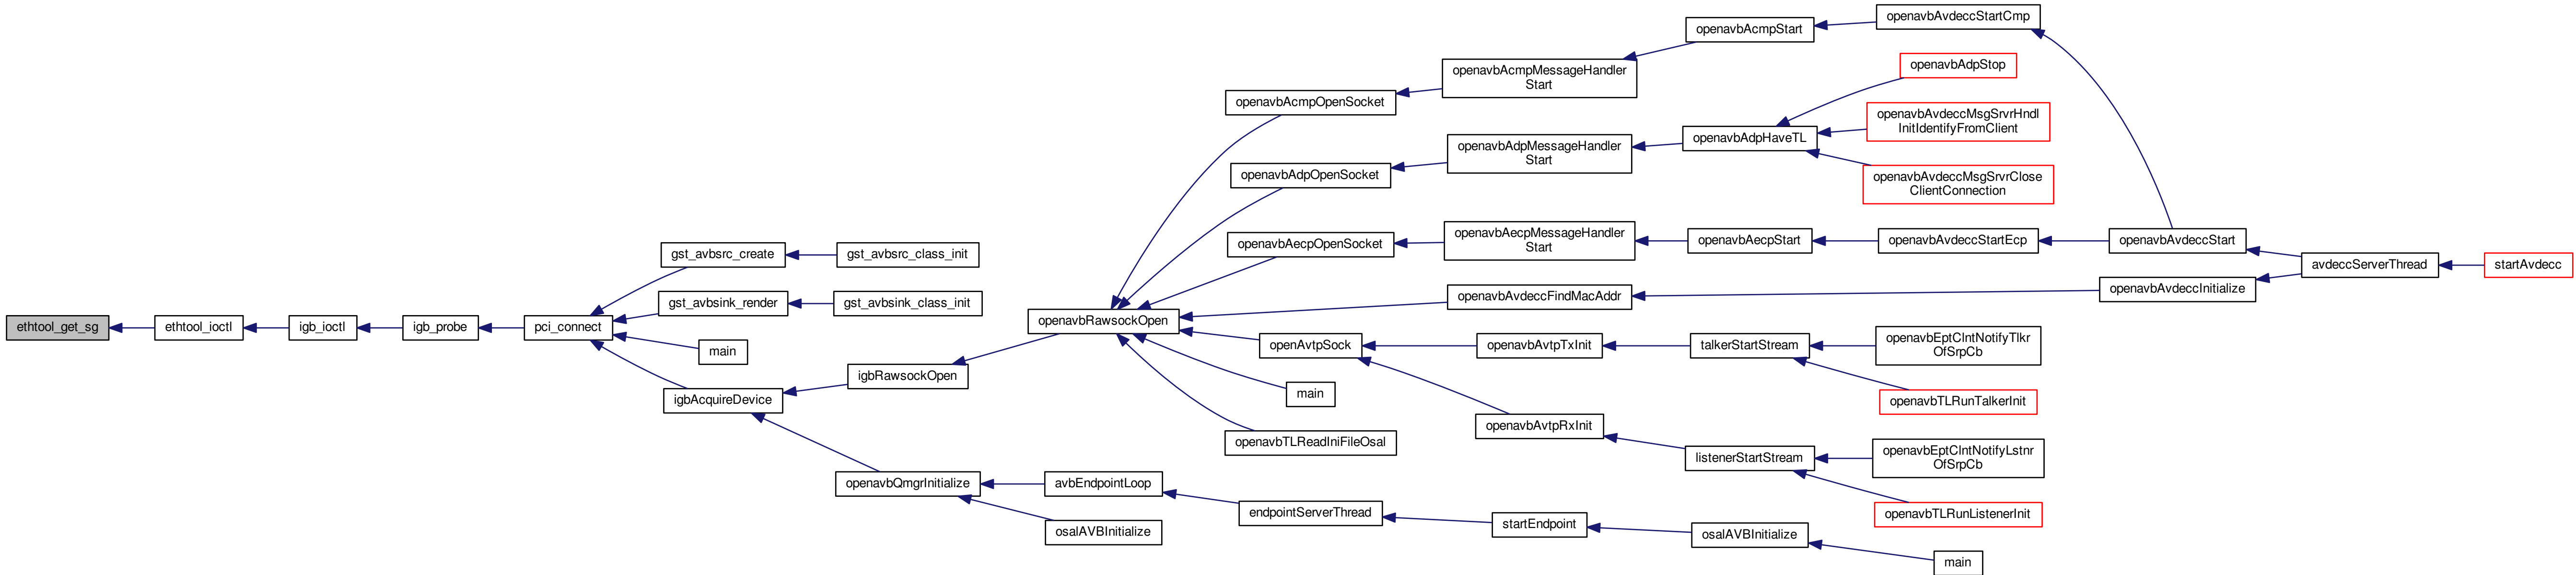 ethtool_get_sg
ethtool_ioctl
igb_ioctl
igb_probe
pci_connect
gst_avbsrc_create
gst_avbsrc_class_init
gst_avbsink_render
gst_avbsink_class_init
main
igbAcquireDevice
igbRawsockOpen
openavbRawsockOpen
openavbAcmpOpenSocket
openavbAcmpMessageHandler
Start
openavbAcmpStart
openavbAvdeccStartCmp
openavbAdpOpenSocket
openavbAdpMessageHandler
Start
openavbAdpHaveTL
openavbAdpStop
openavbAvdeccMsgSrvrHndl
InitIdentifyFromClient
openavbAvdeccMsgSrvrClose
ClientConnection
openavbAecpOpenSocket
openavbAecpMessageHandler
Start
openavbAecpStart
openavbAvdeccStartEcp
openavbAvdeccStart
avdeccServerThread
startAvdecc
openavbAvdeccFindMacAddr
openavbAvdeccInitialize
openAvtpSock
openavbAvtpTxInit
talkerStartStream
openavbEptClntNotifyTlkr
OfSrpCb
openavbTLRunTalkerInit
main
openavbAvtpRxInit
listenerStartStream
openavbEptClntNotifyLstnr
OfSrpCb
openavbTLRunListenerInit
openavbTLReadIniFileOsal
openavbQmgrInitialize
avbEndpointLoop
endpointServerThread
startEndpoint
osalAVBInitialize
main
osalAVBInitialize